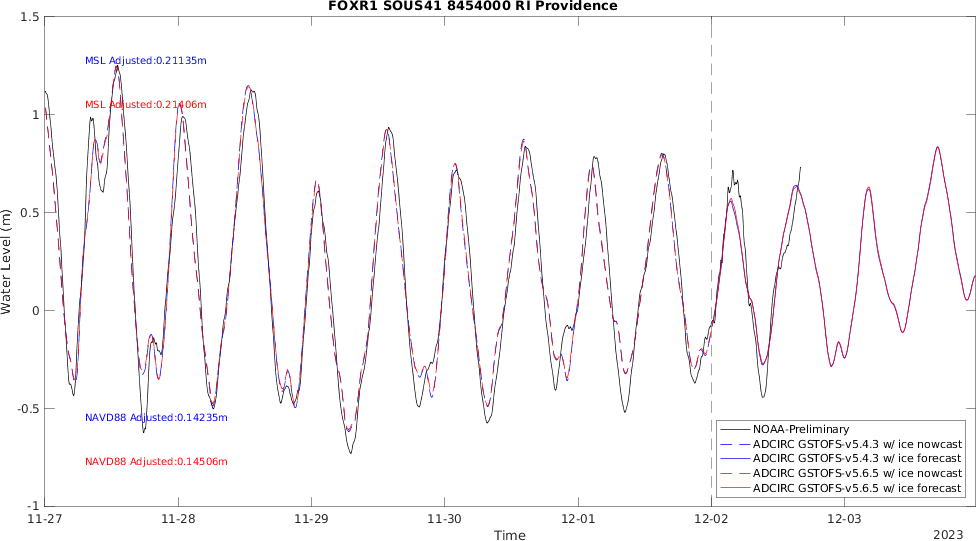 FOXR1 SOUS41 8454000 RI Providence
1.5
1
0.5
0
-0.5
-1
Water Level (m)
MSL Adjusted:0.21135m
MSL Adjusted:0.21406m
NAVD88 Adjusted:0.14235m
NAVD88 Adjusted:0.14506m
NOAA-Preliminary
ADCIRC GSTOFS-v5.4.3 w/ ice nowcast
ADCIRC GSTOFS-v5.4.3 w/ ice forecast
ADCIRC GSTOFS-v5.6.5 w/ ice nowcast
ADCIRC GSTOFS-v5.6.5 w/ ice forecast
11-27 11-28 11-29 11-30 12-01 12-02 12-03
Time
2023